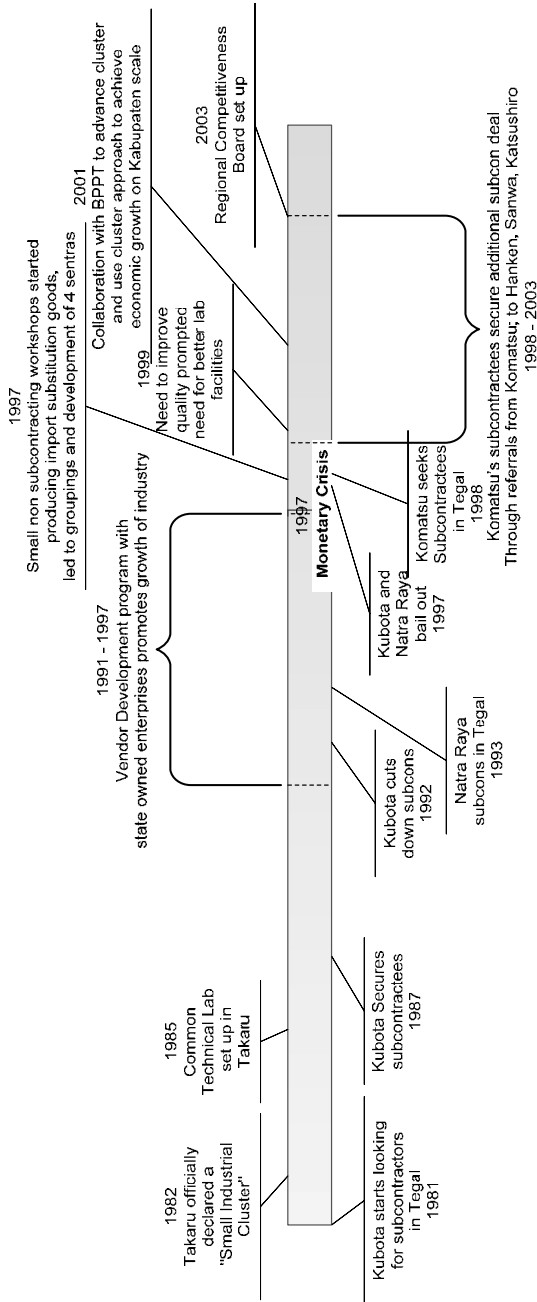 1982
Takaru officially
declared a
"Small Industrial
Cluster"
1985
Common
Technical Lab
set up in
Takaru
1991 - 1997
Vendor Development program with
state owned enterprises promotes growth of industry
1997
Small non subcontracting workshops started
producing import substitution goods,
led to groupings and development of 4 sentras
1999
Need to improve
quality prompted
need for better lab
facilities
2001
Collaboration with BPPT to advance cluster
and use cluster approach to achieve
economic growth on Kabupaten scale
2003
Regional Competitiveness
Board set up
1997
Monetary Crisis
Kubota starts looking
for subcontractors
in Tegal
1981
Kubota Secures
subcontractees
1987
Kubota cuts
down subcons
1992
Natra Raya
subcons in Tegal
1993
Kubota and
Natra Raya
bail out
1997
Komatsu seeks
Subcontractees
in Tegal
1998
Komatsu's subcontractees secure additional subcon deal
Through referrals from Komatsu; to Hanken, Sanwa, Katsushiro
1998 - 2003